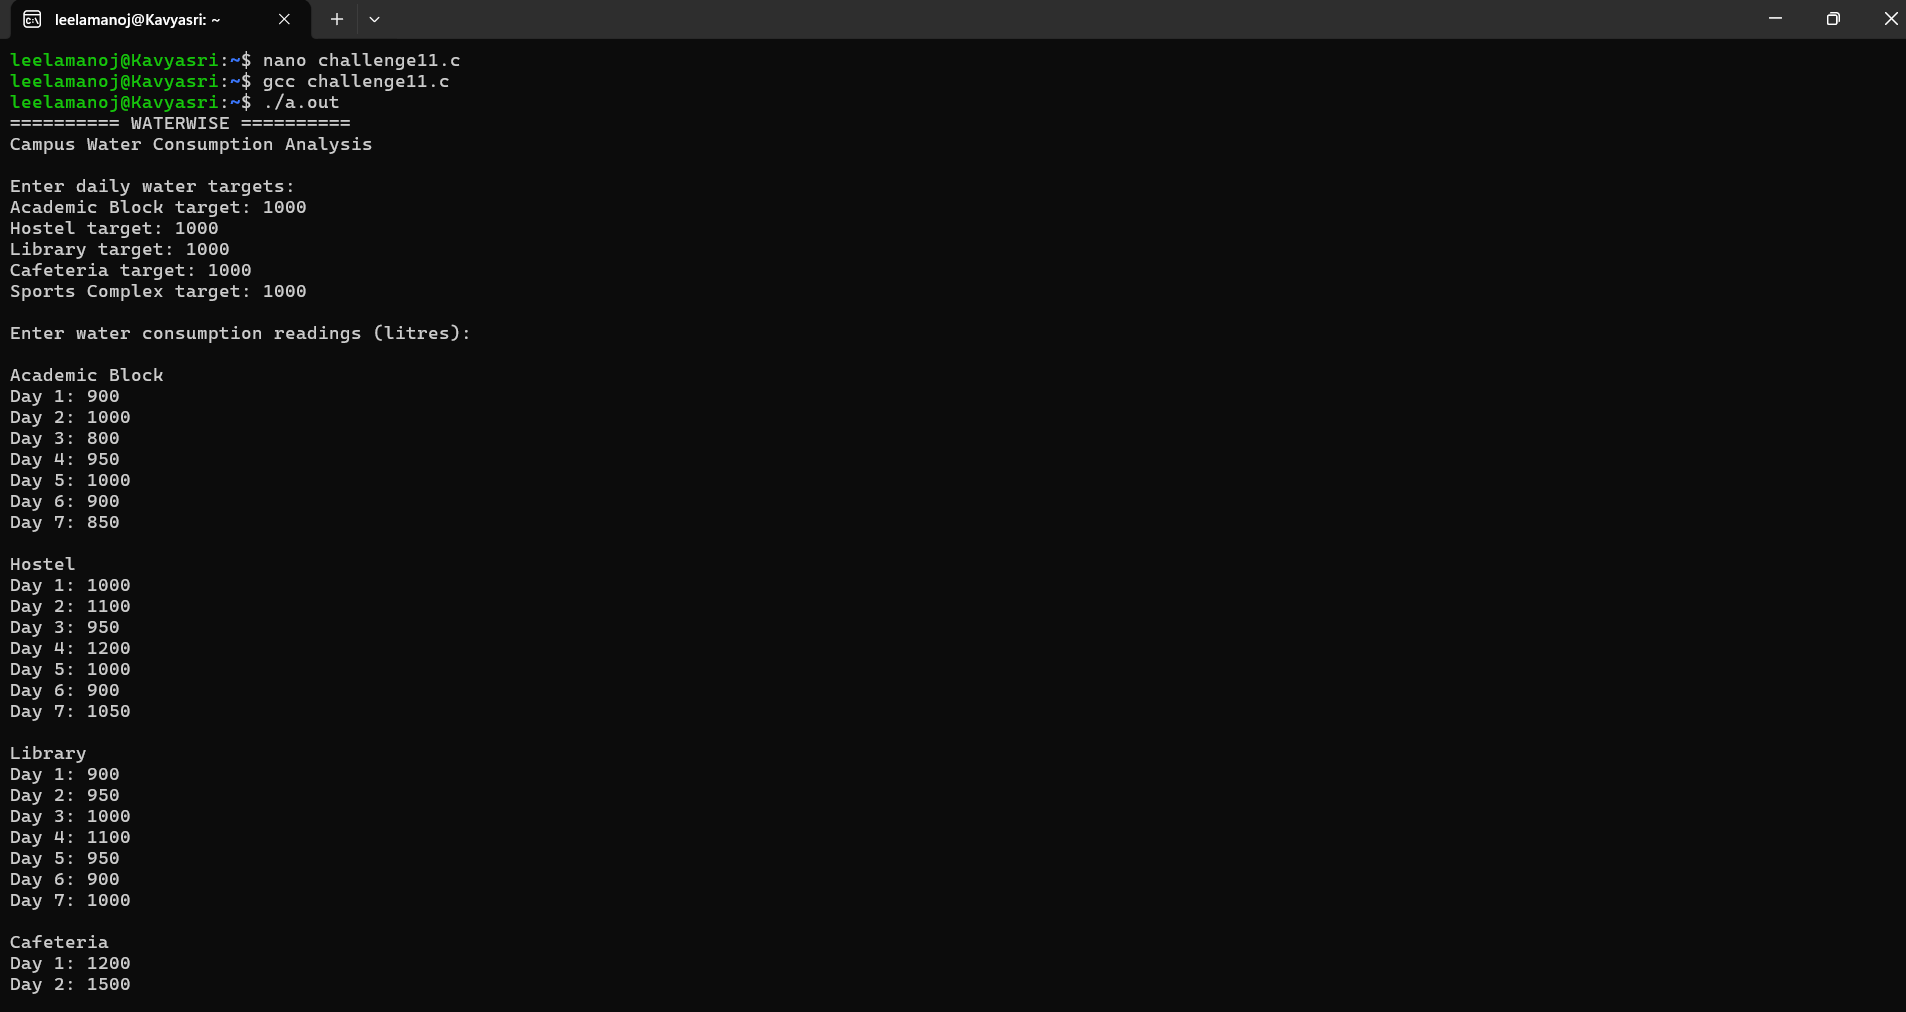 leelamanoj@Kavyasri: ~
leelamanoj@Kavyasri:~$ nano challenge11.c
leelamanoj@Kavyasri:~$ gcc challenge11.c
leelamanoj@Kavyasri:~$ ./a.out
========== WATERWISE ==========
Campus Water Consumption Analysis
Enter daily water targets:
Academic Block target: 1000
Hostel target: 1000
Library target: 1000
Cafeteria target: 1000
Sports Complex target: 1000
Enter water consumption readings (litres):
Academic Block
Day 1: 900
Day 2: 1000
Day 3: 800
Day 4: 950
Day 5: 1000
Day 6: 900
Day 7: 850
Hostel
Day 1: 1000
Day 2: 1100
Day 3: 950
Day 4: 1200
Day 5: 1000
Day 6: 900
Day 7: 1050
Library
Day 1: 900
Day 2: 950
Day 3: 1000
Day 4: 1100
Day 5: 950
Day 6: 900
Day 7: 1000
Cafeteria
Day 1: 1200
Day 2: 1500